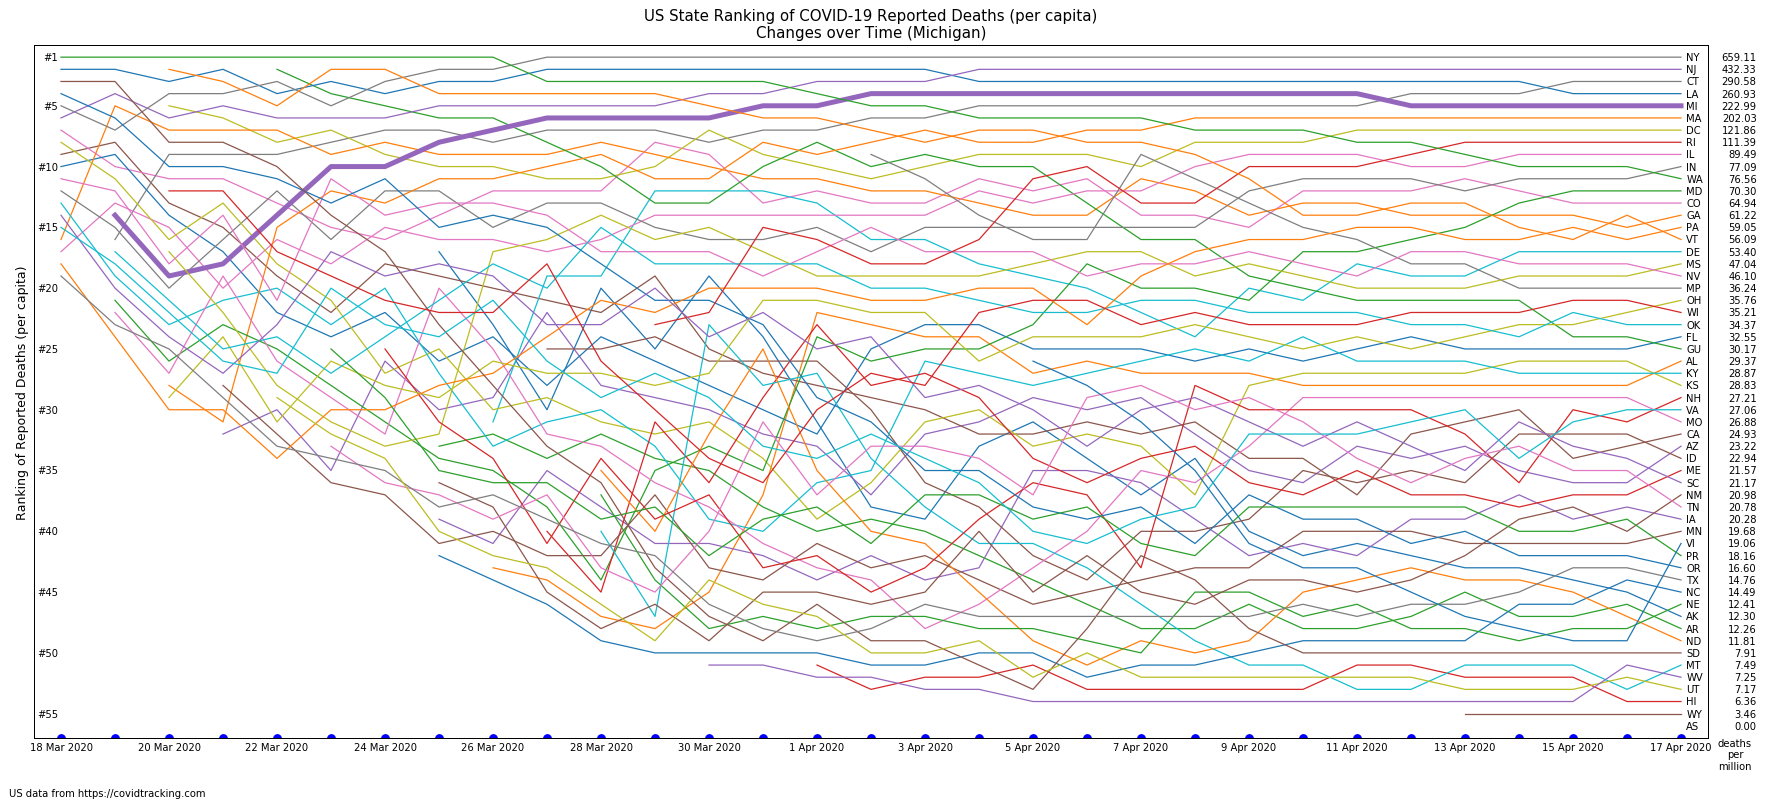 US State Ranking of COVID-19 Reported Deaths (per capita)
Changes over Time (Michigan)
Ranking of Reported Deaths (per capita)
#1
#5
#10
#15
#20
#25
#30
#35
#40
#45
#50
#55
NY 659.11
NJ 432.33
CT 290.58
LA 260.93
MI 222.99
MA 202.03
DC 121.86
RI 111.39
IL 89.49
IN 77.09
WA 76.56
MD 70.30
CO 64.94
GA 61.22
PA 59.05
VT 56.09
DE 53.40
MS 47.04
NV 46.10
MP 36.24
OH 35.76
WI 35.21
OK 34.37
FL 32.55
GU 30.17
AL 29.37
KY 28.87
KS 28.83
NH 27.21
VA 27.06
MO 26.88
CA 24.93
AZ 23.22
ID 22.94
ME 21.57
SC 21.17
NM 20.98
TN 20.78
IA 20.28
MN 19.68
VI 19.06
PR 18.16
OR 16.60
TX 14.76
NC 14.49
NE 12.41
AK 12.30
AR 12.26
ND 11.81
SD 7.91
MT 7.49
WV 7.25
UT 7.17
HI 6.36
WY 3.46
AS 0.00
18 Mar 2020 20 Mar 2020 22 Mar 2020 24 Mar 2020 26 Mar 2020 28 Mar 2020 30 Mar 2020 1 Apr 2020 3 Apr 2020 5 Apr 2020 7 Apr 2020 9 Apr 2020 11 Apr 2020 13 Apr 2020 15 Apr 2020 17 Apr 2020
deaths
per
million
US data from https://covidtracking.com